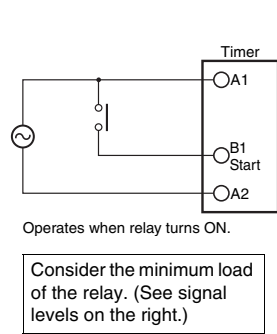 Timer
A1
B1
Start
A2
Operates when relay turns ON.
Consider the minimum load
of the relay. (See signal
levels on the right.)